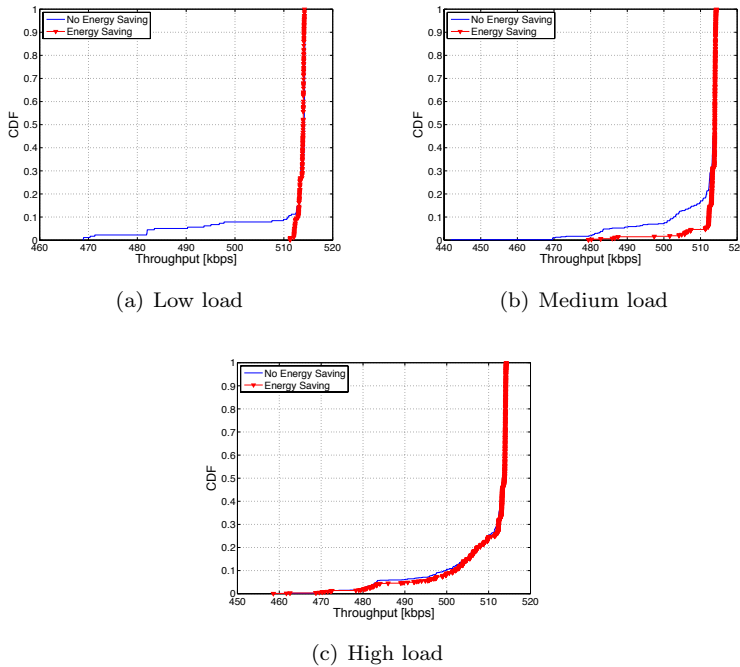 No Energy Saving
Energy Saving
1
0.9
0.8
0.7
0.6
0.5
0.4
0.3
0.2
0.1
0
CDF
460 470 480 490 500 510 520
Throughput [kbps]
(a) Low load
No Energy Saving
Energy Saving
1
0.9
0.8
0.7
0.6
0.5
0.4
0.3
0.2
0.1
0
CDF
440 450 460 470 480 490 500 510 520
Throughput [kbps]
(b) Medium load
No Energy Saving
Energy Saving
1
0.9
0.8
0.7
0.6
0.5
0.4
0.3
0.2
0.1
0
CDF
450 460 470 480 490 500 510 520
Throughput [kbps]
(c) High load